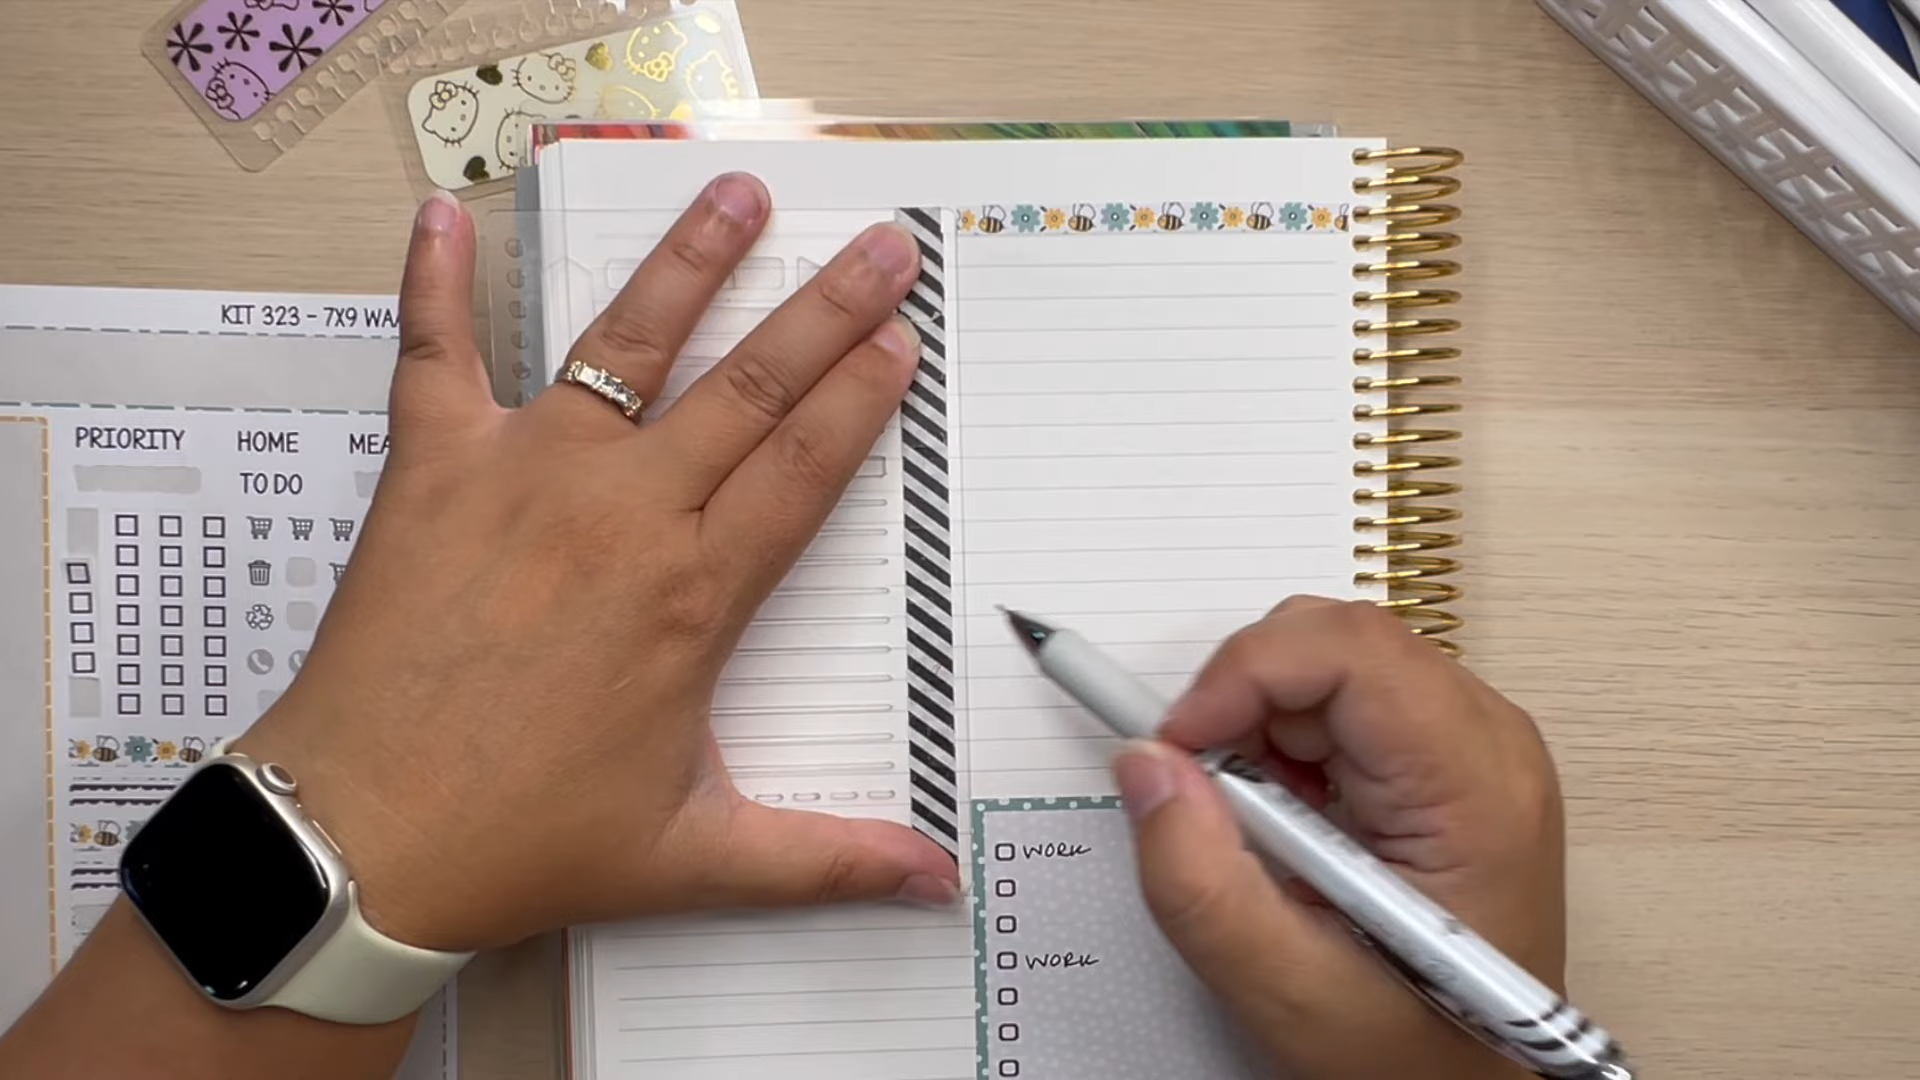 KIT 323 - 7X9 WA
PRIORITY
HOME
TO DO
MEA
WORK
WORK